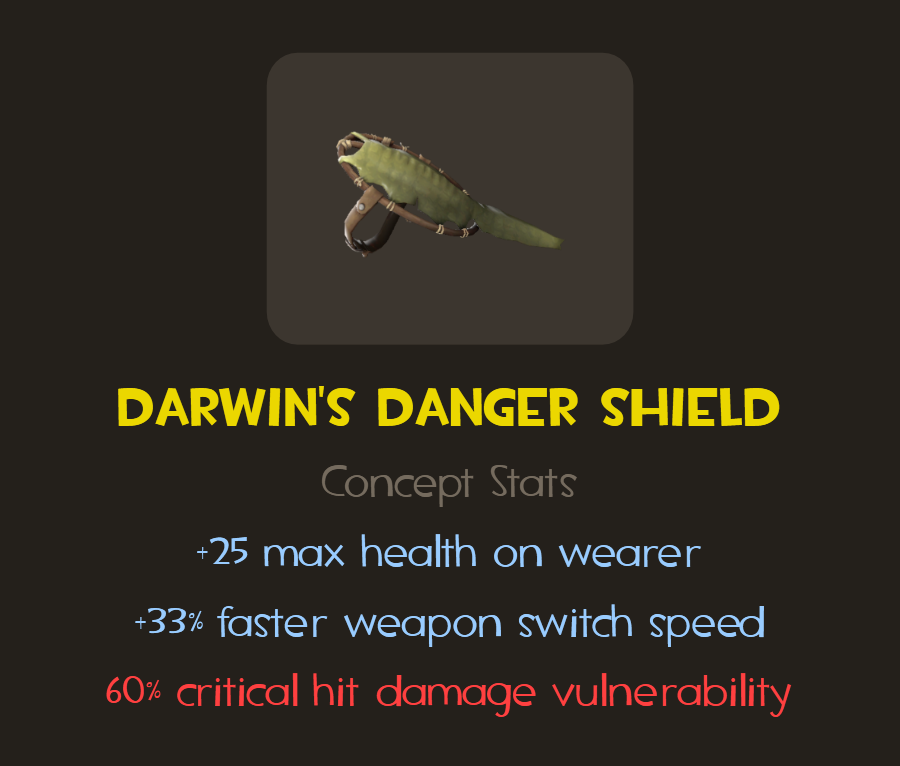 DARWIN'S DANGER SHIELD
Concept Stats
+25 max health on wearer
+33% faster weapon switch speed
60% critical hit damage vulnerability